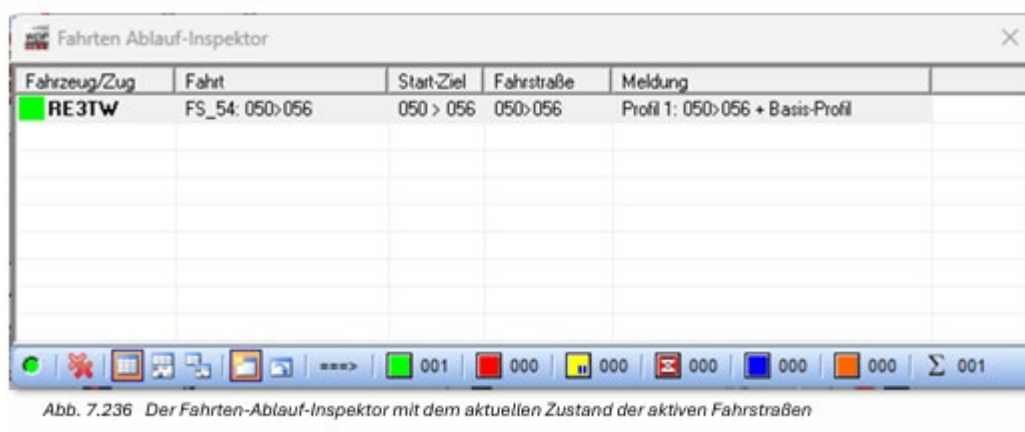 Fahrten Ablauf-Inspektor
Fahrzeug/Zug Fahrt Start-Ziel Fahrstraße Meldung
RE3TW FS_54: 050>056 050 > 056 050>056 Profil 1: 050>056 + Basis-Profil
===> 001 000 000 000 000 000 Σ 001
Abb. 7.236 Der Fahrten-Ablauf-Inspektor mit dem aktuellen Zustand der aktiven Fahrstraßen